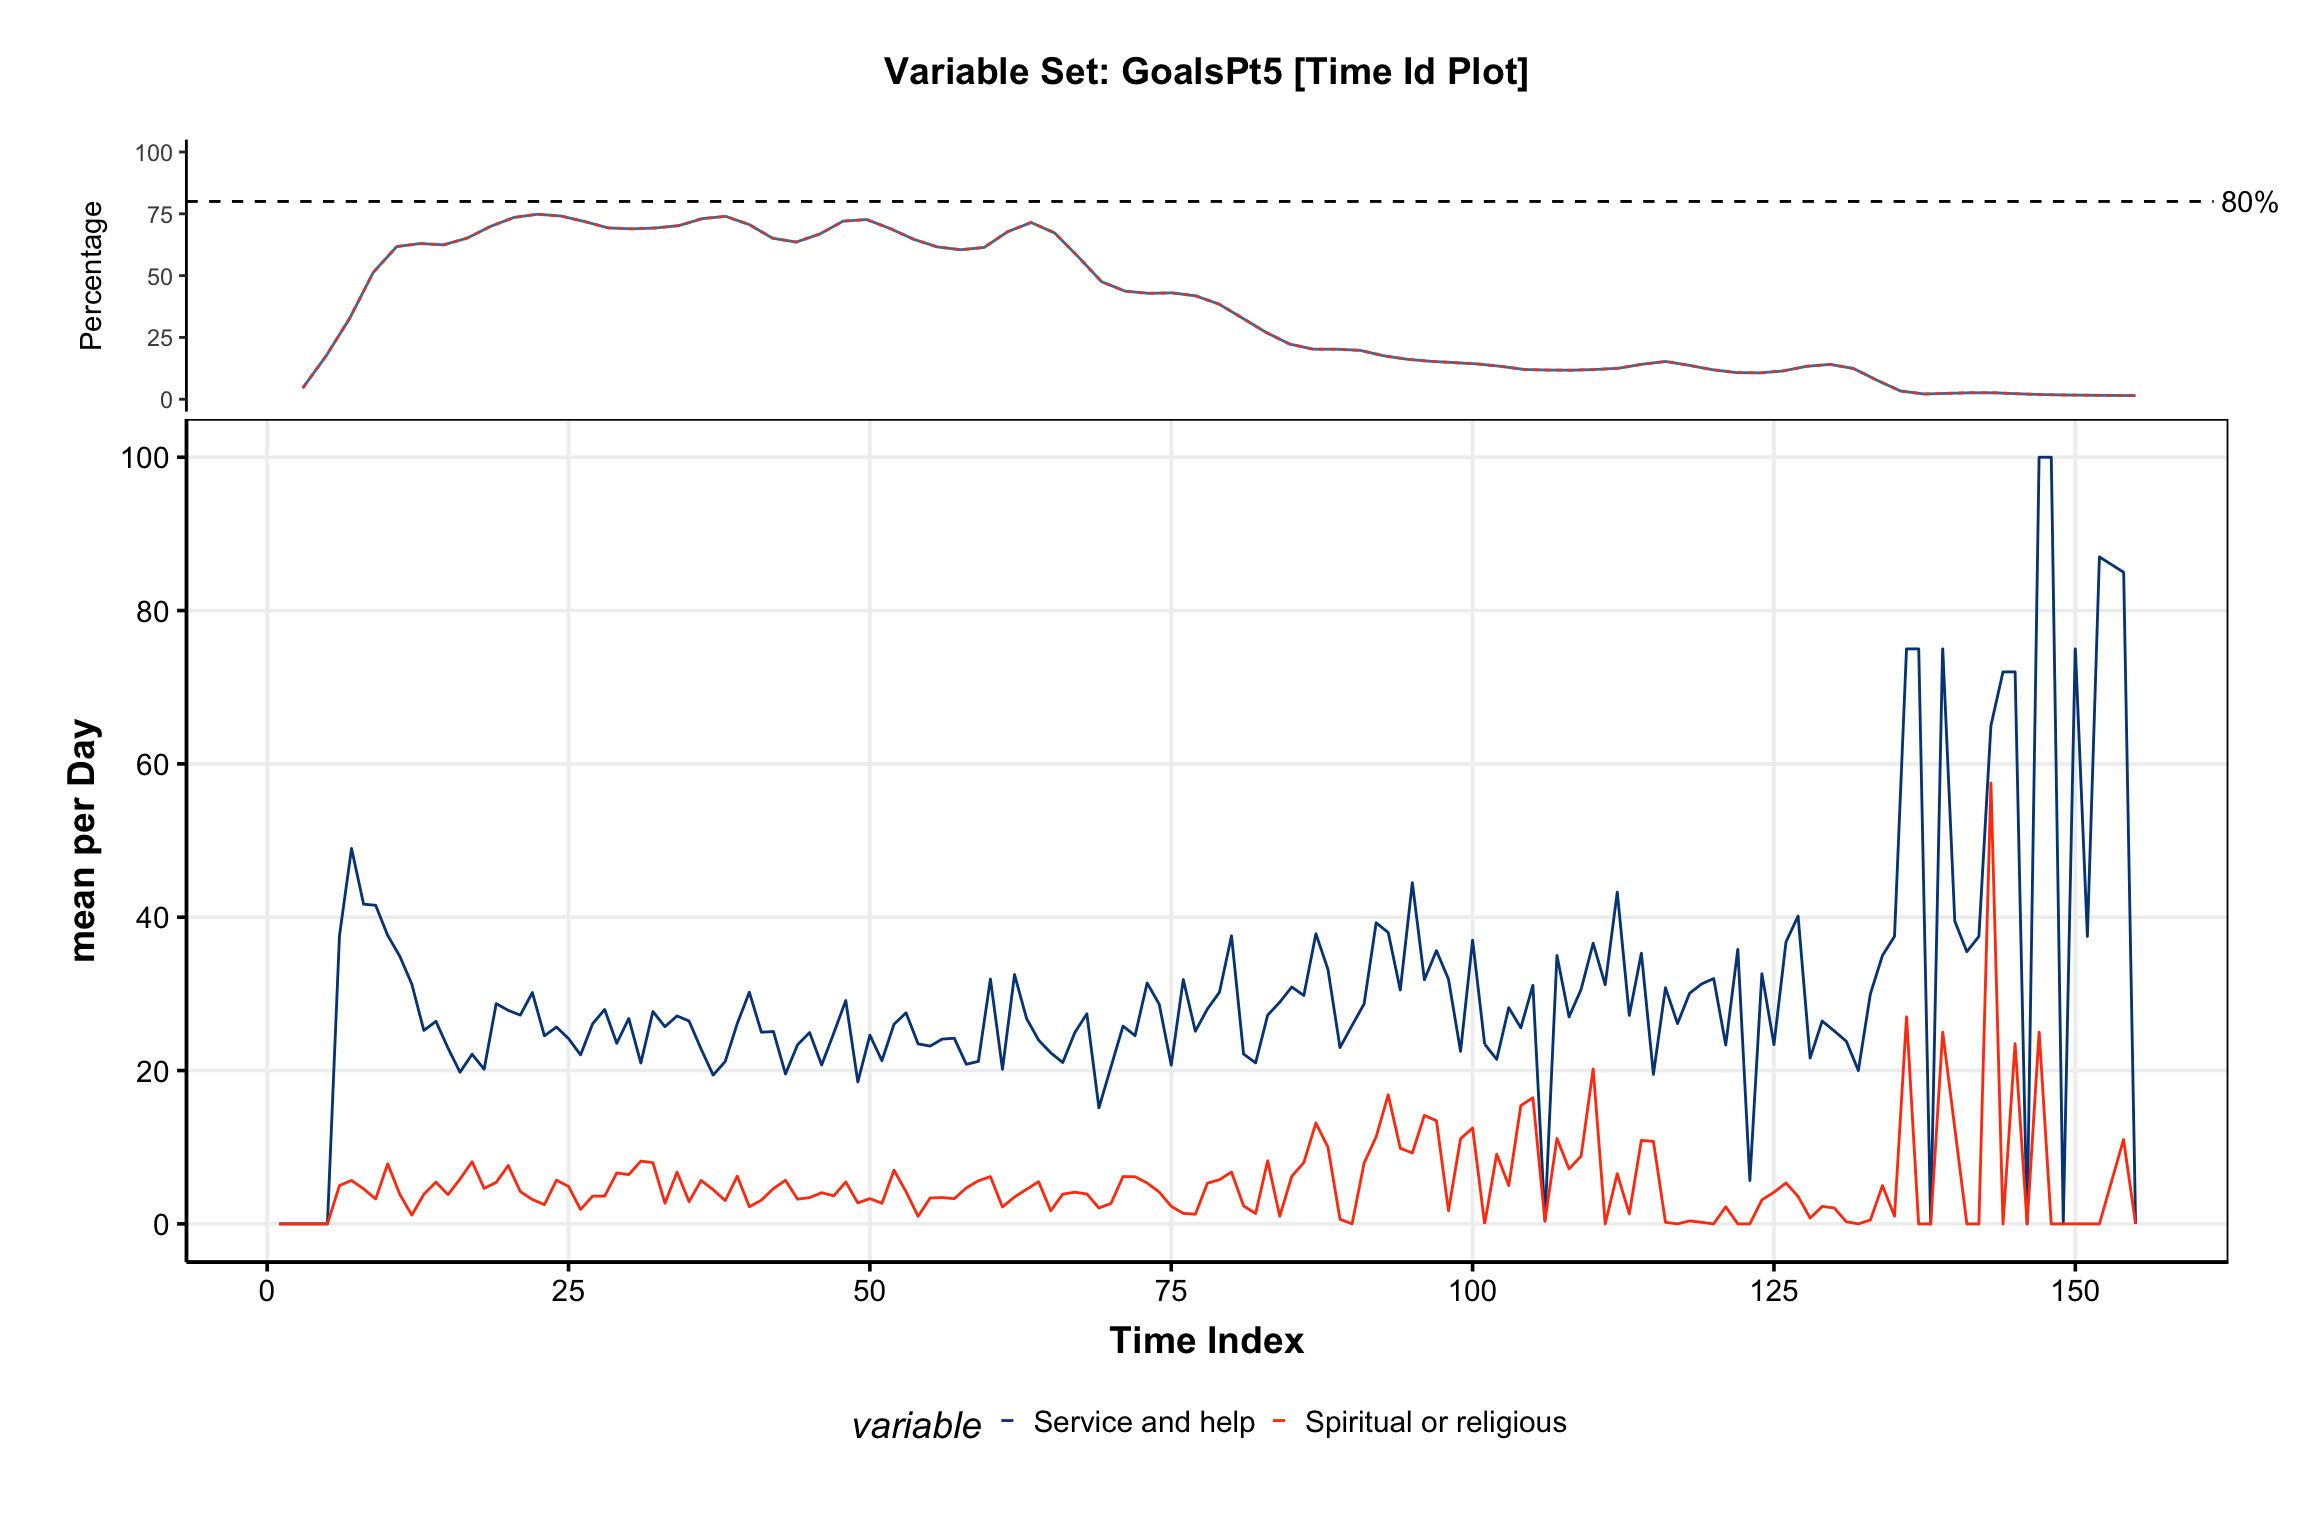 Variable Set: GoalsPt5 [Time Id Plot]
Percentage
100
75
50
25
0
80%
mean per Day
100
80
60
40
20
0
0 25 50 75 100 125 150
Time Index
variable Service and help Spiritual or religious